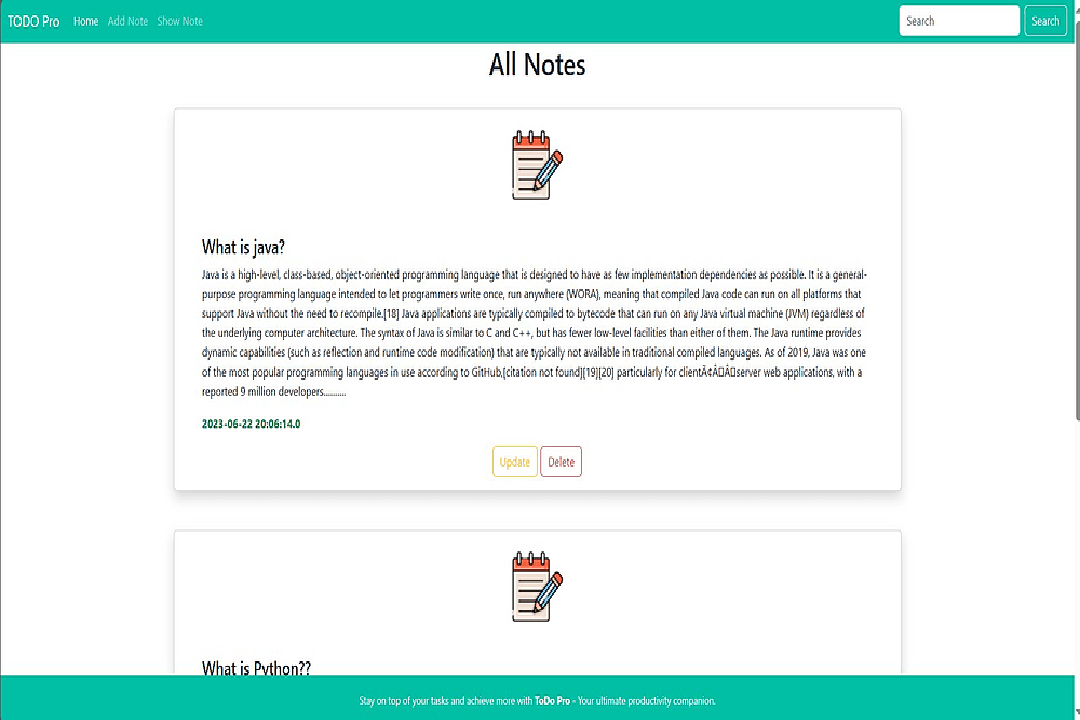 TODO Pro Home Add Note Show Note Search Search
All Notes
What is java?
Java is a high-level, class-based, object-oriented programming language that is designed to have as few implementation dependencies as possible. It is a general-
purpose programming language intended to let programmers write once, run anywhere (WORA), meaning that compiled Java code can run on all platforms that
support Java without the need to recompile.[18] Java applications are typically compiled to bytecode that can run on any Java virtual machine (JVM) regardless of
the underlying computer architecture. The syntax of Java is similar to C and C++, but has fewer low-level facilities than either of them. The Java runtime provides
dynamic capabilities (such as reflection and runtime code modification) that are typically not available in traditional compiled languages. As of 2019, Java was one
of the most popular programming languages in use according to GitHub,[citation not found][19][20] particularly for clientÃ¢Â□Â□server web applications, with a
reported 9 million developers..........
2023-06-22 20:06:14.0
Update Delete
What is Python??
Stay on top of your tasks and achieve more with ToDo Pro - Your ultimate productivity companion.